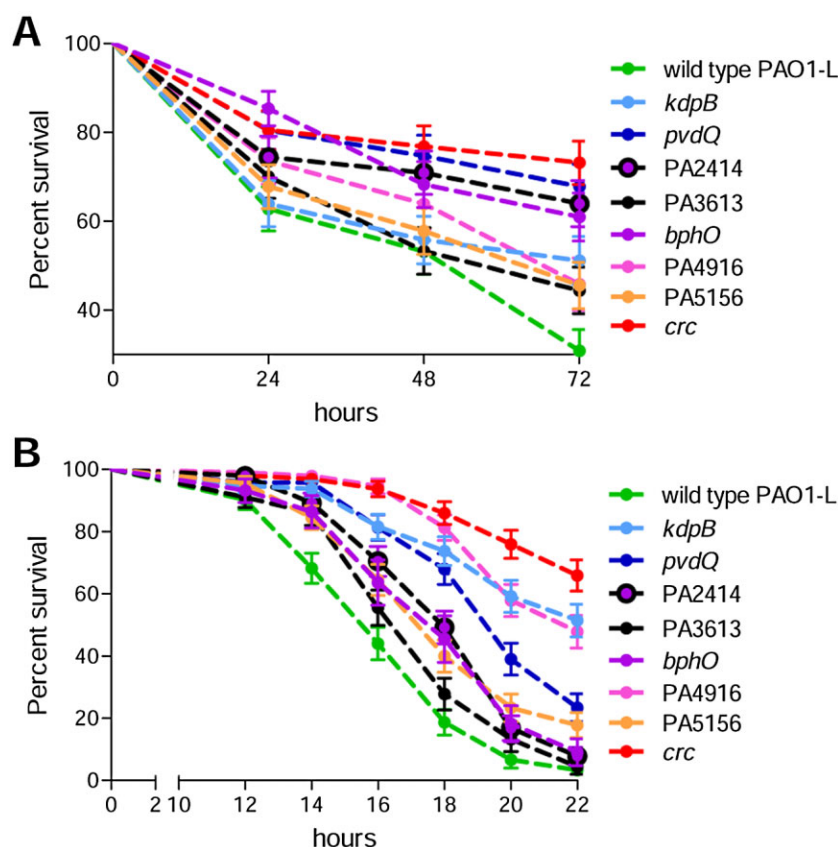 A
100
80
60
40
0
24
48
72
Percent survival
hours
wild type PAO1-L
kdpB
pvdQ
PA2414
PA3613
bphO
PA4916
PA5156
crc
B
100
80
60
40
20
0
0
2
10
12
14
16
18
20
22
Percent survival
hours
wild type PAO1-L
kdpB
pvdQ
PA2414
PA3613
bphO
PA4916
PA5156
crc